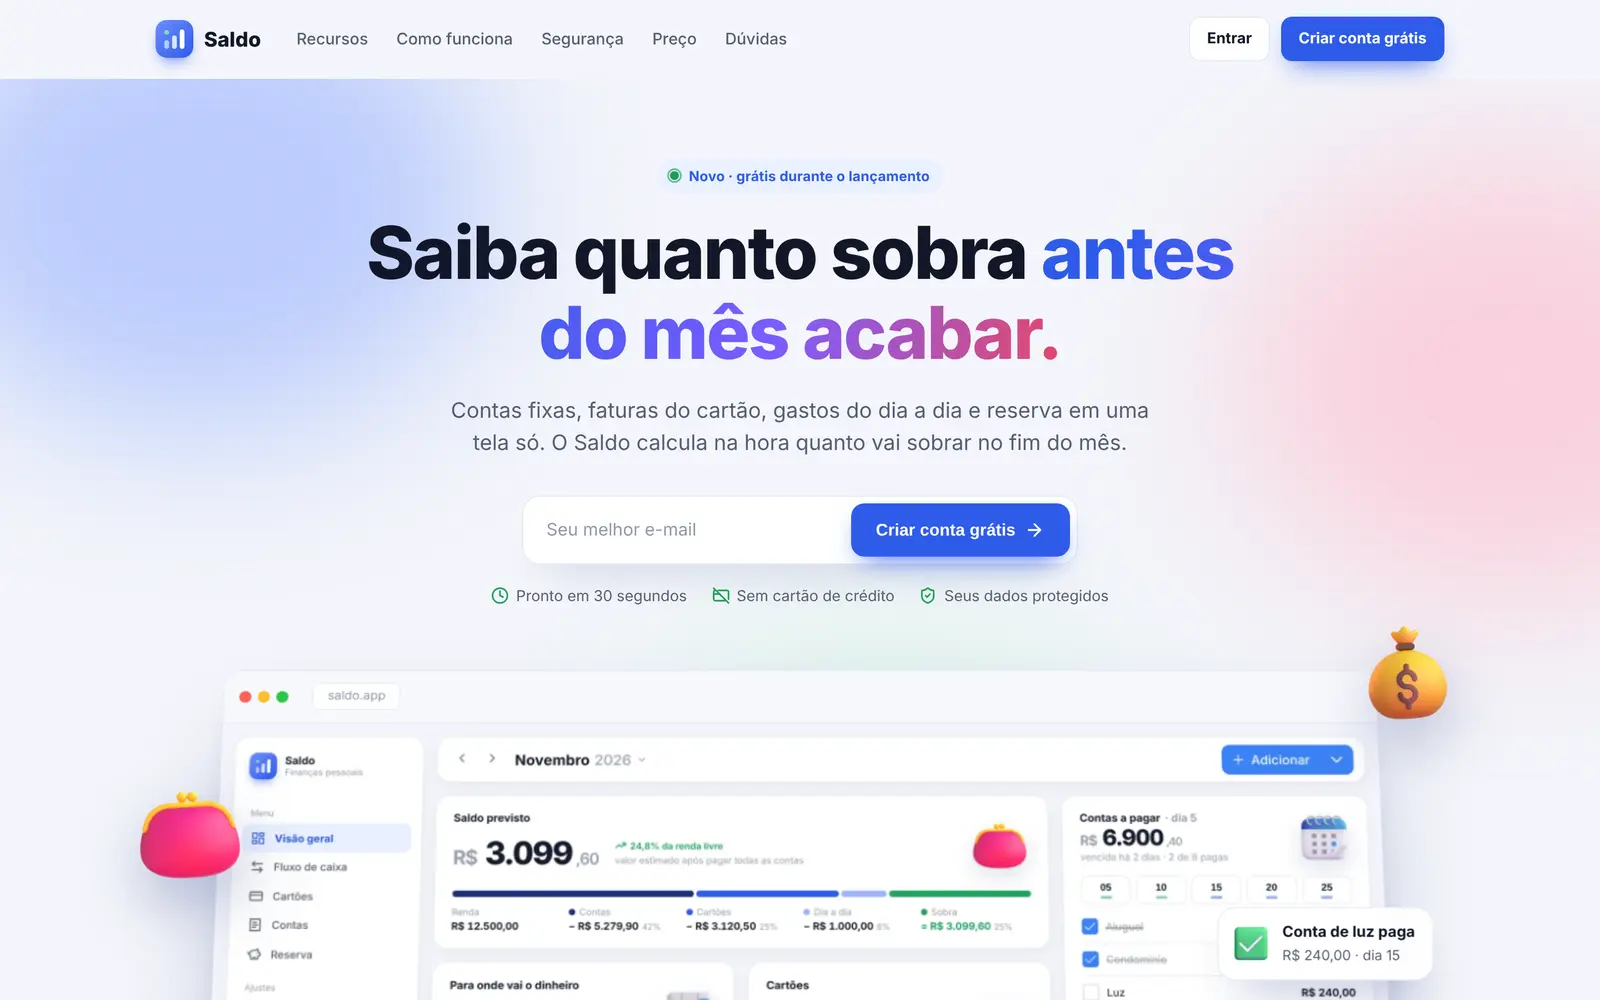 Saldo
Recursos
Como funciona
Segurança
Preço
Dúvidas
Entrar
Criar conta grátis
Novo · grátis durante o lançamento
Saiba quanto sobra antes
do mês acabar.
Contas fixas, faturas do cartão, gastos do dia a dia e reserva em uma
tela só. O Saldo calcula na hora quanto vai sobrar no fim do mês.
Seu melhor e-mail
Criar conta grátis
Pronto em 30 segundos
Sem cartão de crédito
Seus dados protegidos
saldo.app
Saldo
Finanças pessoais
Menu
Visão geral
Fluxo de caixa
Cartões
Contas
Reserva
Ajustes
Novembro 2026
+ Adicionar
Saldo previsto
R$ 3.099,60
24,8% da renda livre
valor estimado após pagar todas as contas
Renda
R$ 12.500,00
Contas
− R$ 5.279,90 42%
Cartões
− R$ 3.120,50 25%
Dia a dia
− R$ 1.000,00 8%
Sobra
= R$ 3.099,60 25%
Para onde vai o dinheiro
Cartões
Contas a pagar · dia 5
R$ 6.900,40
vencida há 2 dias · 2 de 8 pagas
05
10
15
20
25
Aluguel
Condomínio
Luz
R$ 240,00
Conta de luz paga
R$ 240,00 · dia 15